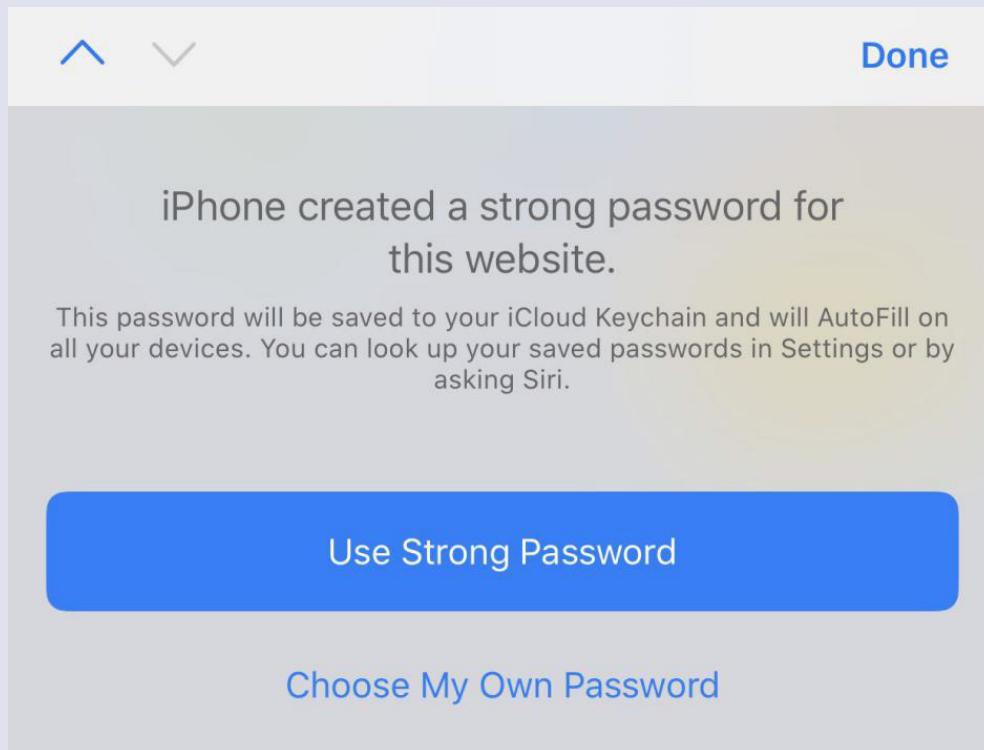 Done
iPhone created a strong password for
this website.
This password will be saved to your iCloud Keychain and will AutoFill on
all your devices. You can look up your saved passwords in Settings or by
asking Siri.
Use Strong Password
Choose My Own Password